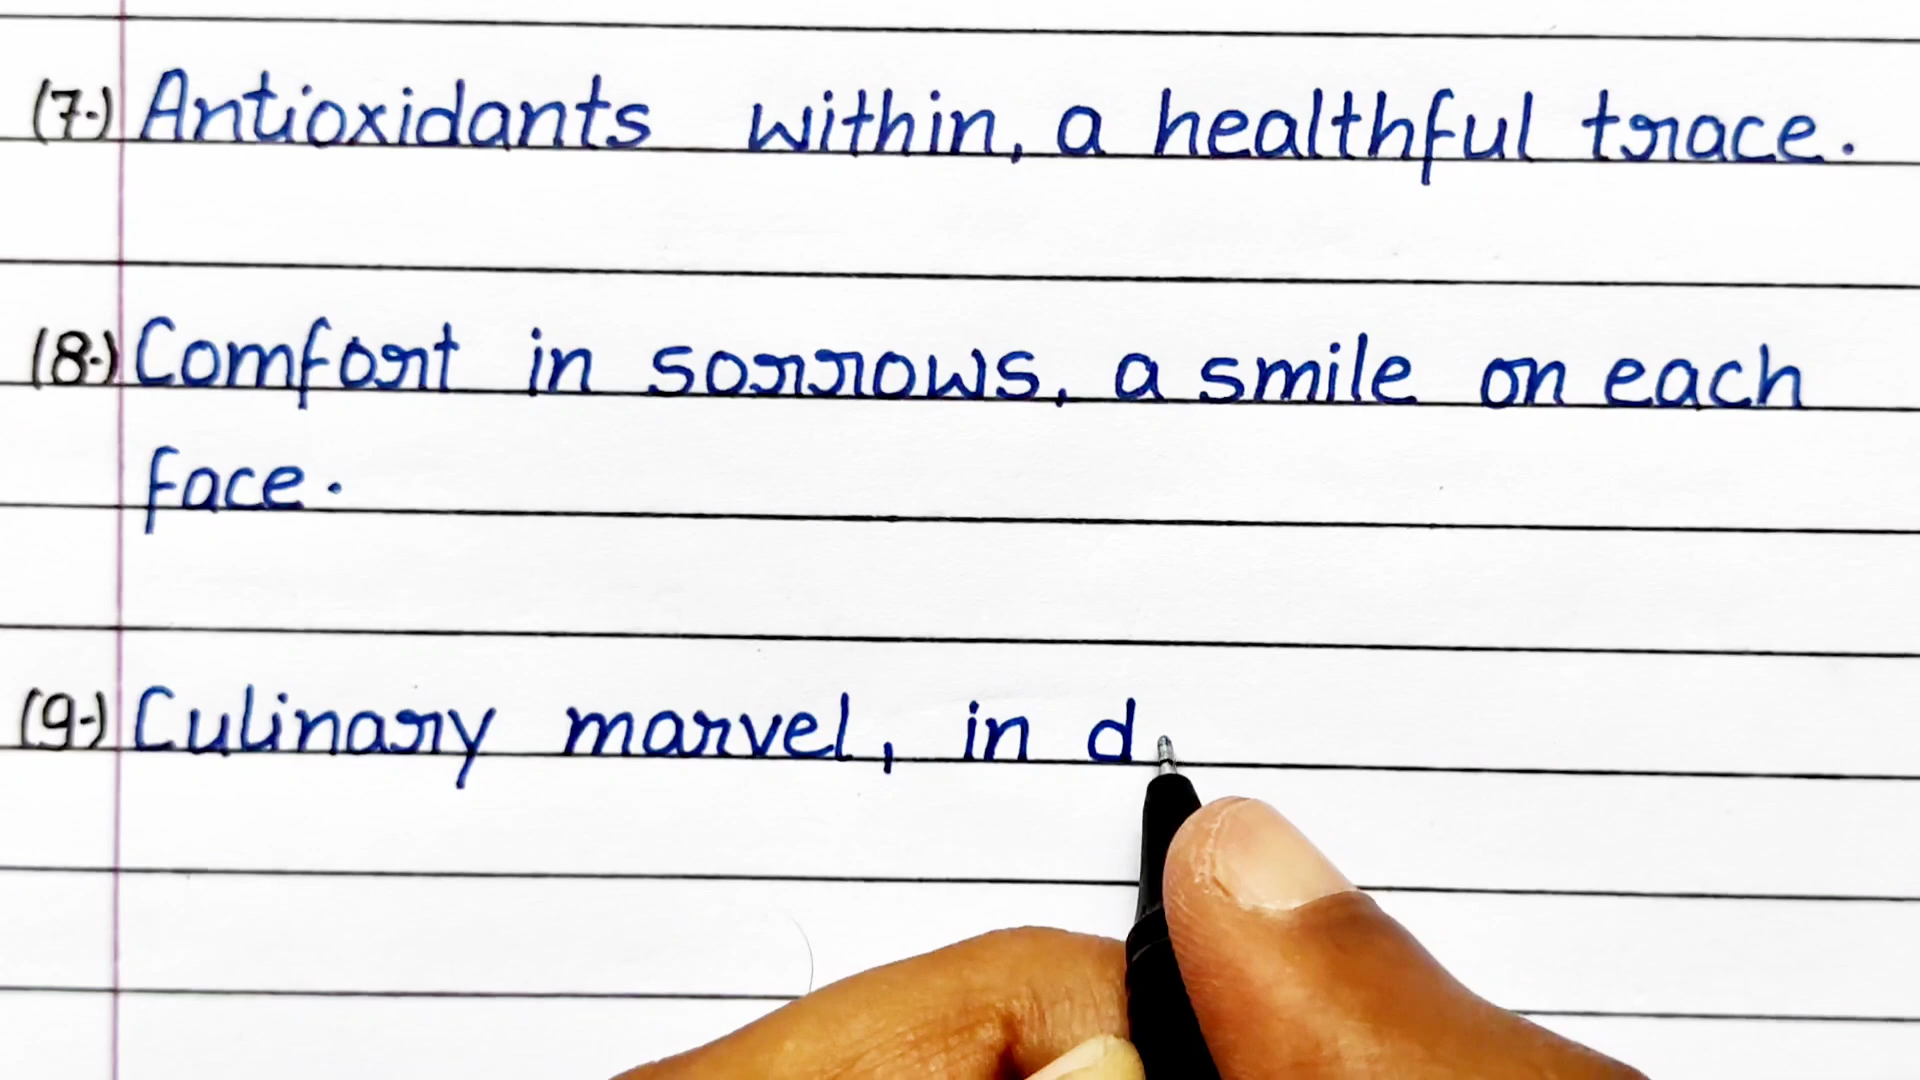 (7.) Antioxidants within, a healthful trace.
(8.) Comfort in sorrows, a smile on each
face.
(9.) Culinary marvel, in d